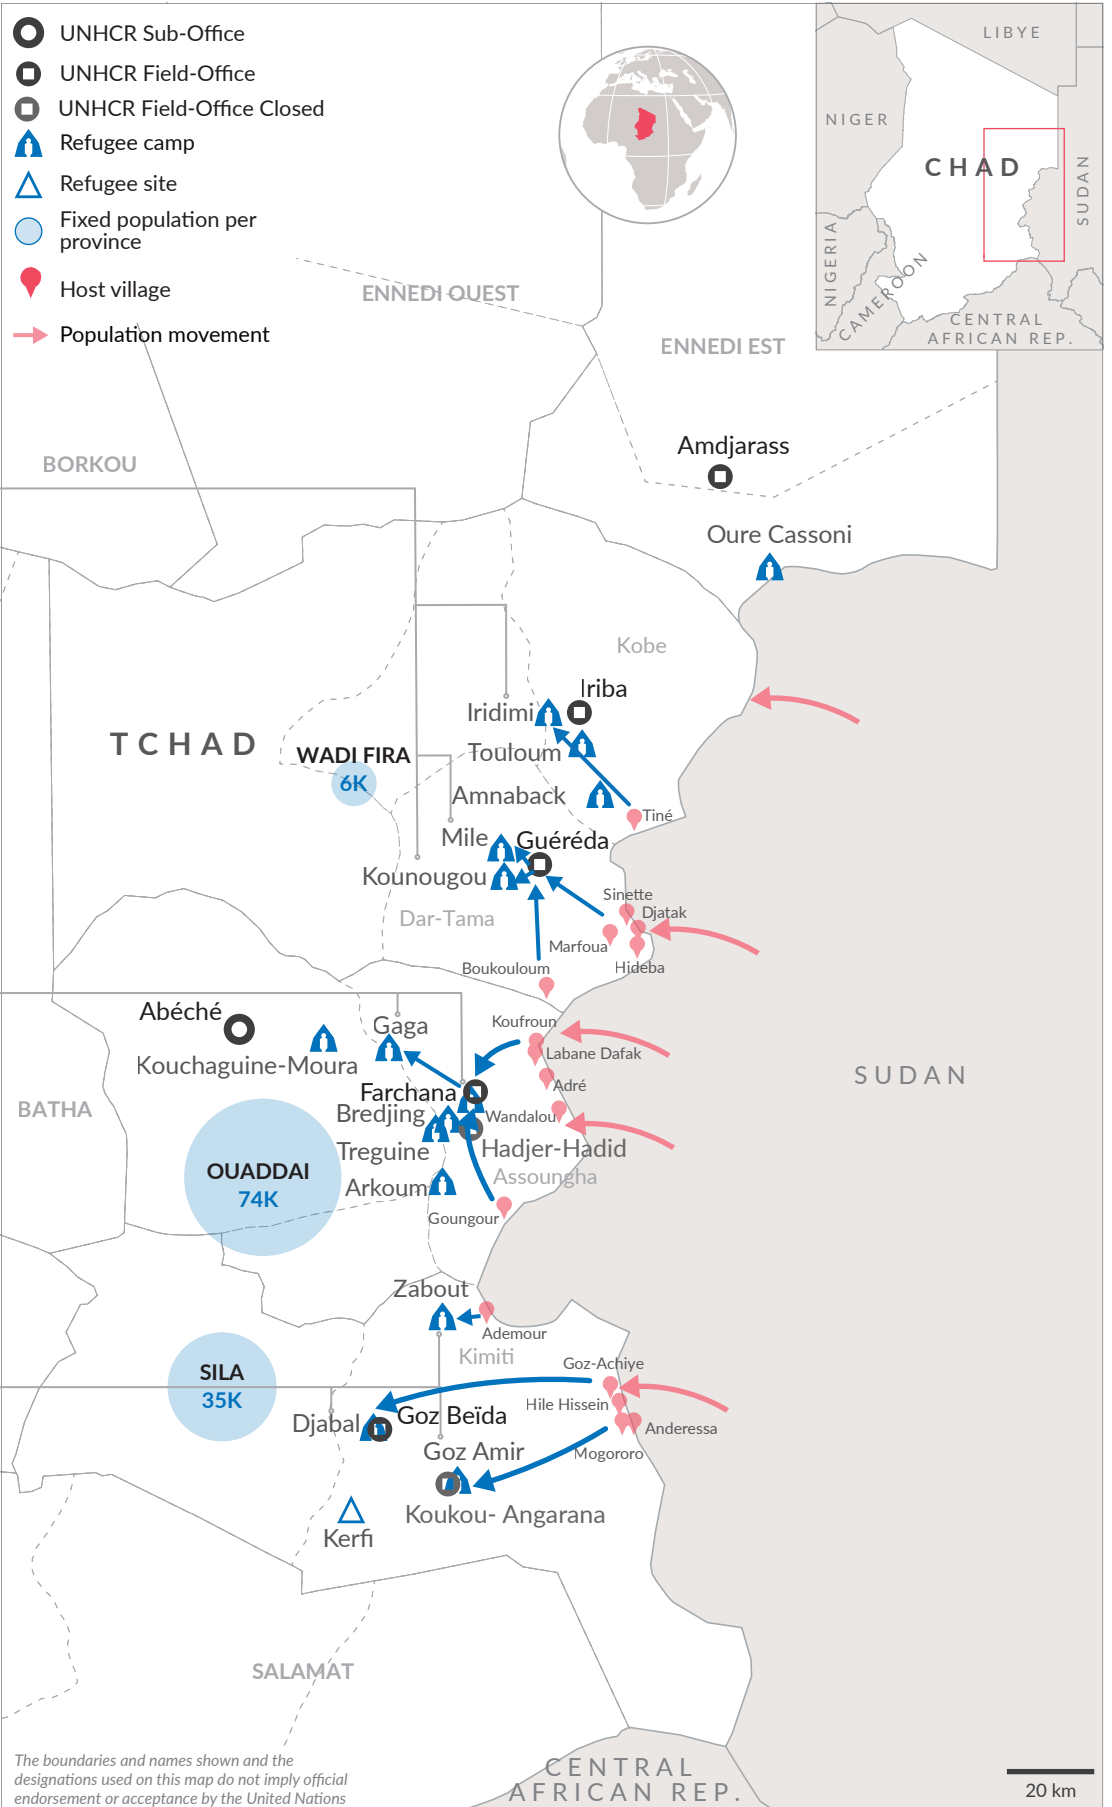 UNHCR Sub-Office
UNHCR Field-Office
UNHCR Field-Office Closed
Refugee camp
Refugee site
Fixed population per
province
Host village
Population movement
LIBYE
NIGER
CHAD
SUDAN
NIGERIA
CAMEROON
CENTRAL
AFRICAN REP.
ENNEDI OUEST
ENNEDI EST
BORKOU
Amdjarass
Oure Cassoni
Kobe
Iriba
Iridimi
TCHAD
WADI FIRA
6K
Touloum
Amnaback
Tiné
Mile
Guéréda
Kounougou
Sinette
Djatak
Dar-Tama
Marfoua
Hideba
Boukouloum
Abéché
Gaga
Koufroun
Labane Dafak
Kouchaguine-Moura
SUDAN
Adré
Farchana
BATHA
Bredjing
Wandalou
Treguine
Hadjer-Hadid
OUADDAI
74K
Assoungha
Arkoum
Goungour
Zabout
Ademour
Kimiti
SILA
35K
Goz-Achiye
Hile Hissein
Djabal
Goz Beïda
Anderessa
Goz Amir
Mogororo
Koukou- Angarana
Kerfi
SALAMAT
The boundaries and names shown and the
designations used on this map do not imply official
endorsement or acceptance by the United Nations
CENTRAL
AFRICAN REP.
20 km